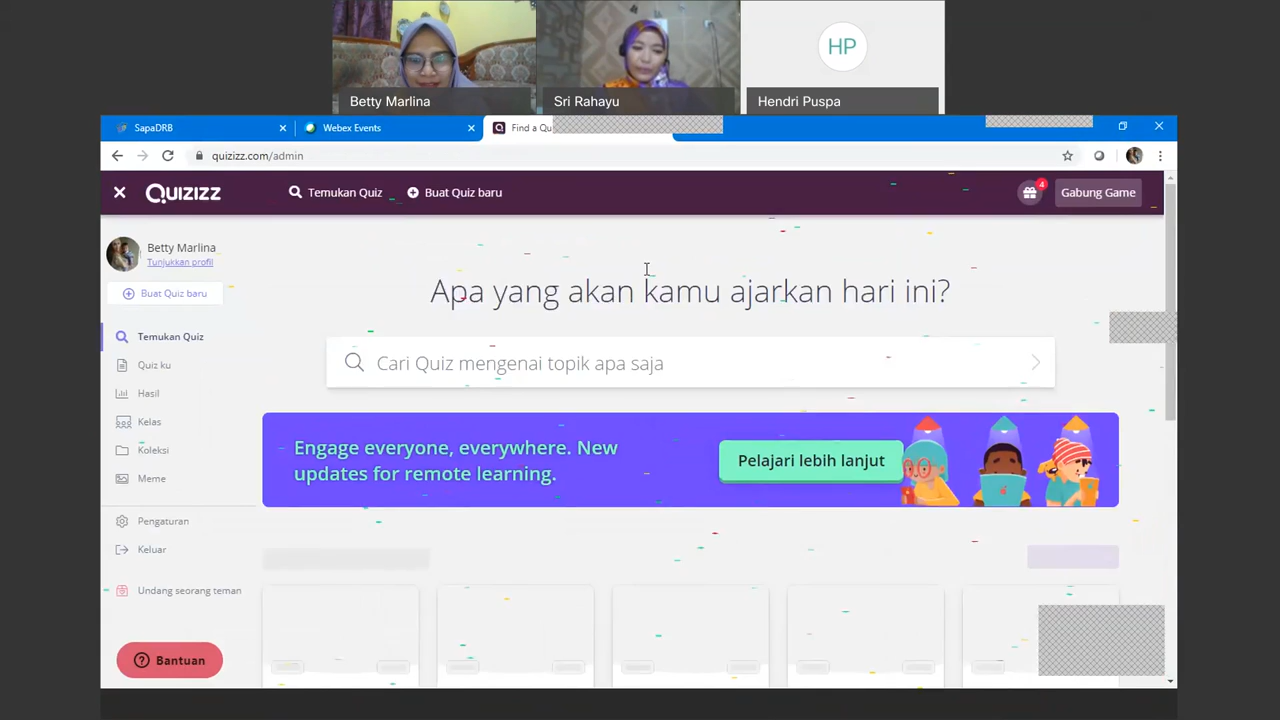 HP
Betty Marlina
Sri Rahayu
Hendri Puspa
SapaDRB
Webex Events
Find a Qu
quizizz.com/admin
QUIZIZZ
Temukan Quiz
Buat Quiz baru
4
Gabung Game
Betty Marlina
Tunjukkan profil
Buat Quiz baru
Temukan Quiz
Quiz ku
Hasil
Kelas
Koleksi
Meme
Pengaturan
Keluar
Undang seorang teman
Bantuan
Apa yang akan kamu ajarkan hari ini?
Cari Quiz mengenai topik apa saja
Engage everyone, everywhere. New
updates for remote learning.
Pelajari lebih lanjut